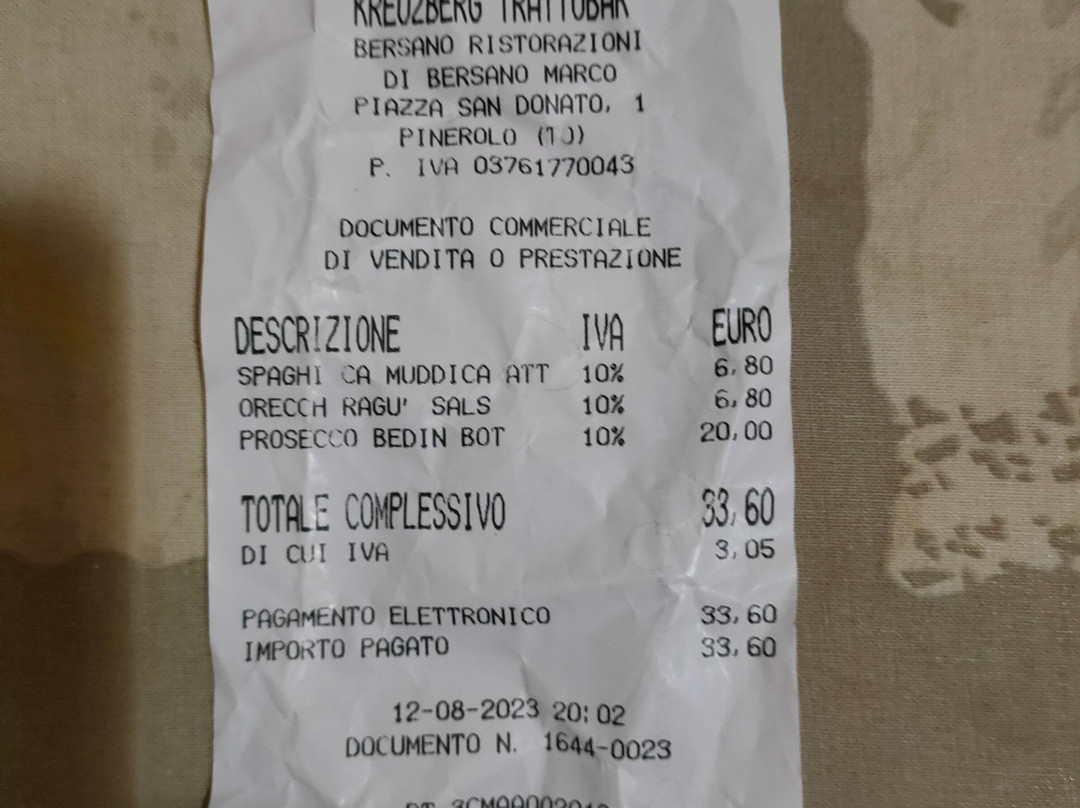 KREUZBERG TRATTOBAR
BERSANO RISTORAZIONI
DI BERSANO MARCO
PIAZZA SAN DONATO, 1
PINEROLO (TO)
P. IVA 03761770043
DOCUMENTO COMMERCIALE
DI VENDITA O PRESTAZIONE
DESCRIZIONE IVA EURO
SPAGHI CA MUDDICA ATT 10% 6,80
ORECCH RAGU' SALS 10% 6,80
PROSECCO BEDIN BOT 10% 20,00
TOTALE COMPLESSIVO 33,60
DI CUI IVA 3,05
PAGAMENTO ELETTRONICO 33,60
IMPORTO PAGATO 33,60
12-08-2023 20:02
DOCUMENTO N. 1644-0023